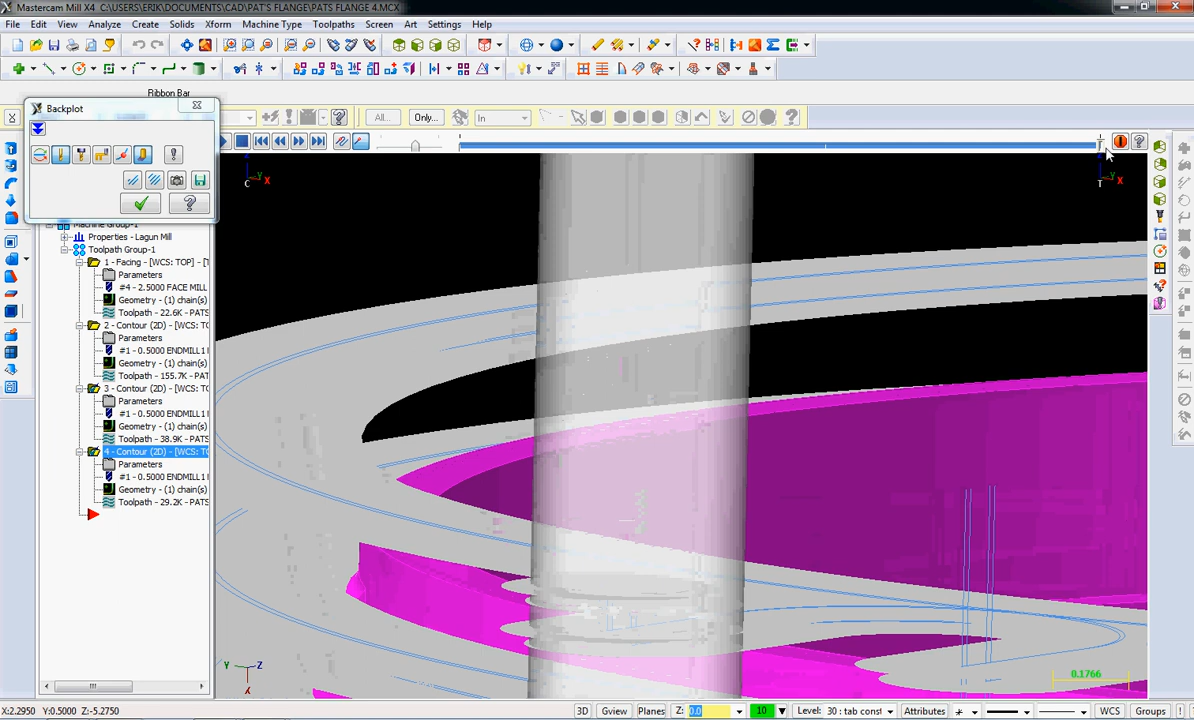 Mastercam Mill X4 C:\USERS\ERIK\DOCUMENTS\CAD\PAT'S FLANGE\PATS FLANGE 4.MCX
File Edit View Analyze Create Solids Xform Machine Type Toolpaths Screen Art Settings Help
Ribbon Bar
Backplot
All... Only... In
C X
T X
Machine Group-1
Properties - Lagun Mill
Toolpath Group-1
1 - Facing - [WCS: TOP] - [T
Parameters
#4 - 2.5000 FACE MILL
Geometry - (1) chain(s)
Toolpath - 22.6K - PATS
2 - Contour (2D) - [WCS: TO
Parameters
#1 - 0.5000 ENDMILL1 
Geometry - (1) chain(s)
Toolpath - 155.7K - PAT
3 - Contour (2D) - [WCS: TO
Parameters
#1 - 0.5000 ENDMILL1 
Geometry - (1) chain(s)
Toolpath - 38.9K - PATS
4 - Contour (2D) - [WCS: TO
Parameters
#1 - 0.5000 ENDMILL1 
Geometry - (1) chain(s)
Toolpath - 29.2K - PATS
Y Z
X
0.1766
X:2.2950 Y:0.5000 Z:-5.2750 3D Gview Planes Z: 0.0 10 Level: 30 : tab const Attributes WCS Groups